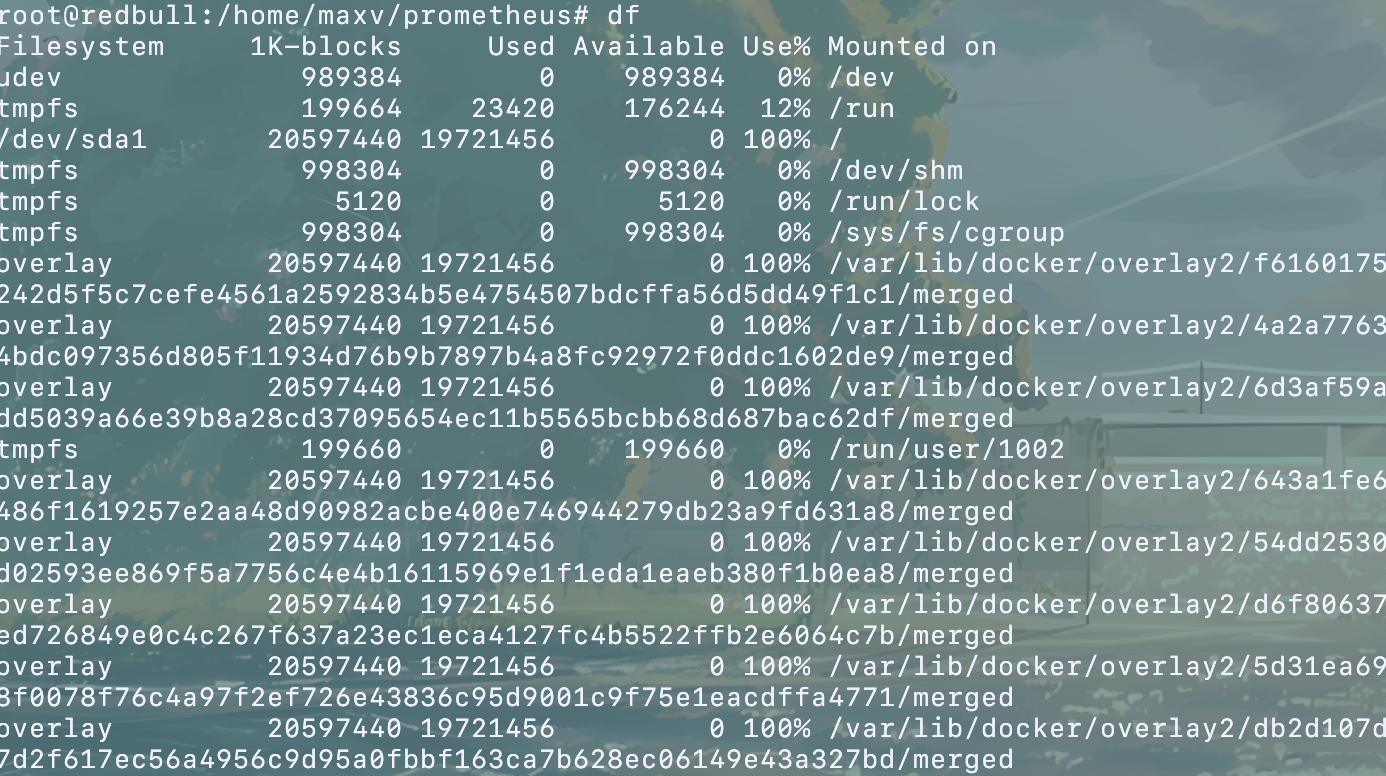 root@redbull:/home/maxv/prometheus# df
Filesystem     1K-blocks     Used Available Use% Mounted on
udev              989384        0    989384   0% /dev
tmpfs             199664    23420    176244  12% /run
/dev/sda1       20597440 19721456         0 100% /
tmpfs             998304        0    998304   0% /dev/shm
tmpfs               5120        0      5120   0% /run/lock
tmpfs             998304        0    998304   0% /sys/fs/cgroup
overlay         20597440 19721456         0 100% /var/lib/docker/overlay2/f6160175
242d5f5c7cefe4561a2592834b5e4754507bdcffa56d5dd49f1c1/merged
overlay         20597440 19721456         0 100% /var/lib/docker/overlay2/4a2a7763
4bdc097356d805f11934d76b9b7897b4a8fc92972f0ddc1602de9/merged
overlay         20597440 19721456         0 100% /var/lib/docker/overlay2/6d3af59a
dd5039a66e39b8a28cd37095654ec11b5565bcbb68d687bac62df/merged
tmpfs             199660        0    199660   0% /run/user/1002
overlay         20597440 19721456         0 100% /var/lib/docker/overlay2/643a1fe6
486f1619257e2aa48d90982acbe400e746944279db23a9fd631a8/merged
overlay         20597440 19721456         0 100% /var/lib/docker/overlay2/54dd2530
d02593ee869f5a7756c4e4b16115969e1f1eda1eaeb380f1b0ea8/merged
overlay         20597440 19721456         0 100% /var/lib/docker/overlay2/d6f80637
ed726849e0c4c267f637a23ec1eca4127fc4b5522ffb2e6064c7b/merged
overlay         20597440 19721456         0 100% /var/lib/docker/overlay2/5d31ea69
8f0078f76c4a97f2ef726e43836c95d9001c9f75e1eacdffa4771/merged
overlay         20597440 19721456         0 100% /var/lib/docker/overlay2/db2d107d
7d2f617ec56a4956c9d95a0fbbf163ca7b628ec06149e43a327bd/merged